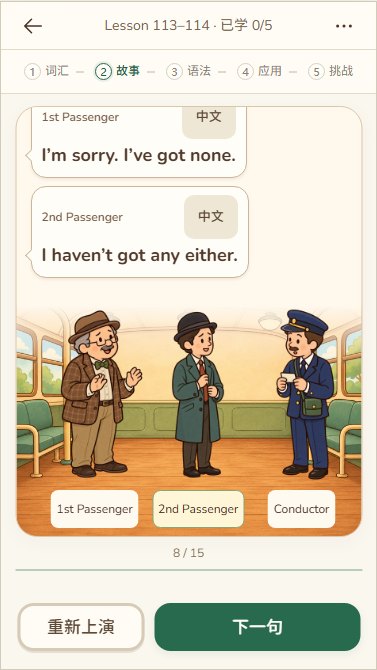 Lesson 113–114 · 已学 0/5
1 词汇 – 2 故事 – 3 语法 – 4 应用 – 5 挑战
1st Passenger
中文
I’m sorry. I’ve got none.
2nd Passenger
中文
I haven’t got any either.
1st Passenger
2nd Passenger
Conductor
8 / 15
重新上演
下一句